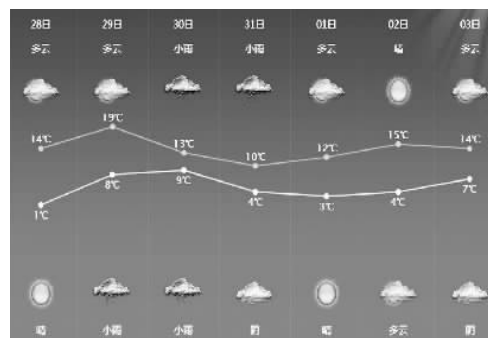 28日 29日 30日 31日 01日 02日 03日
多云 多云 小雨 小雨 多云 晴 多云
14℃ 19℃ 13℃ 10℃ 12℃ 15℃ 14℃
1℃ 8℃ 9℃ 4℃ 3℃ 4℃ 7℃
晴 小雨 小雨 阴 晴 多云 阴